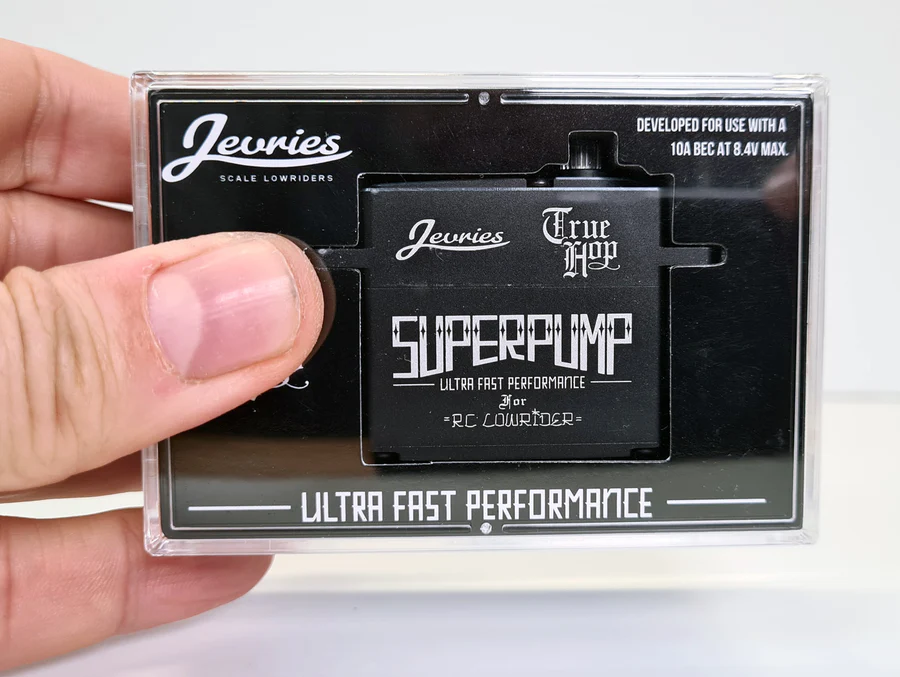 Jevries
SCALE LOWRIDERS
DEVELOPED FOR USE WITH A
10A BEC AT 8.4V MAX.
Jevries
True
Hop
SUPERPUMP
ULTRA FAST PERFORMANCE
For
=RC LOWRIDER=
ULTRA FAST PERFORMANCE